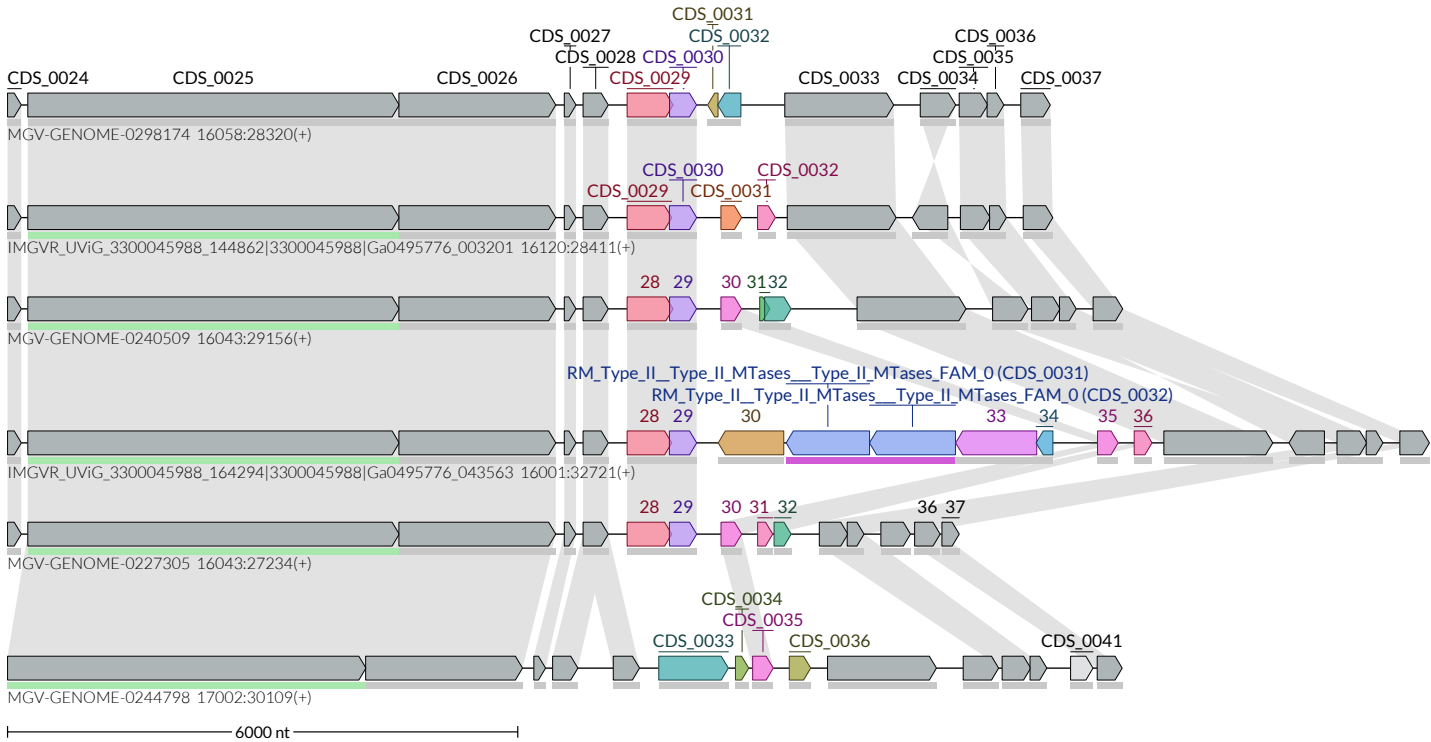 CDS_0031
CDS_0027 CDS_0032 CDS_0036
CDS_0028 CDS_0030 CDS_0035
CDS_0024 CDS_0025 CDS_0026 CDS_0029 CDS_0033 CDS_0034 CDS_0037
MGV-GENOME-0298174 16058:28320(+)
CDS_0030 CDS_0032
CDS_0029 CDS_0031
IMGVR_UViG_3300045988_144862|3300045988|Ga0495776_003201 16120:28411(+)
28 29 30 31 32
MGV-GENOME-0240509 16043:29156(+)
RM_Type_II__Type_II_MTases___Type_II_MTases_FAM_0 (CDS_0031)
RM_Type_II__Type_II_MTases___Type_II_MTases_FAM_0 (CDS_0032)
28 29 30 33 34 35 36
IMGVR_UViG_3300045988_164294|3300045988|Ga0495776_043563 16001:32721(+)
28 29 30 31 32 36 37
MGV-GENOME-0227305 16043:27234(+)
CDS_0034
CDS_0035
CDS_0033 CDS_0036 CDS_0041
MGV-GENOME-0244798 17002:30109(+)
6000 nt